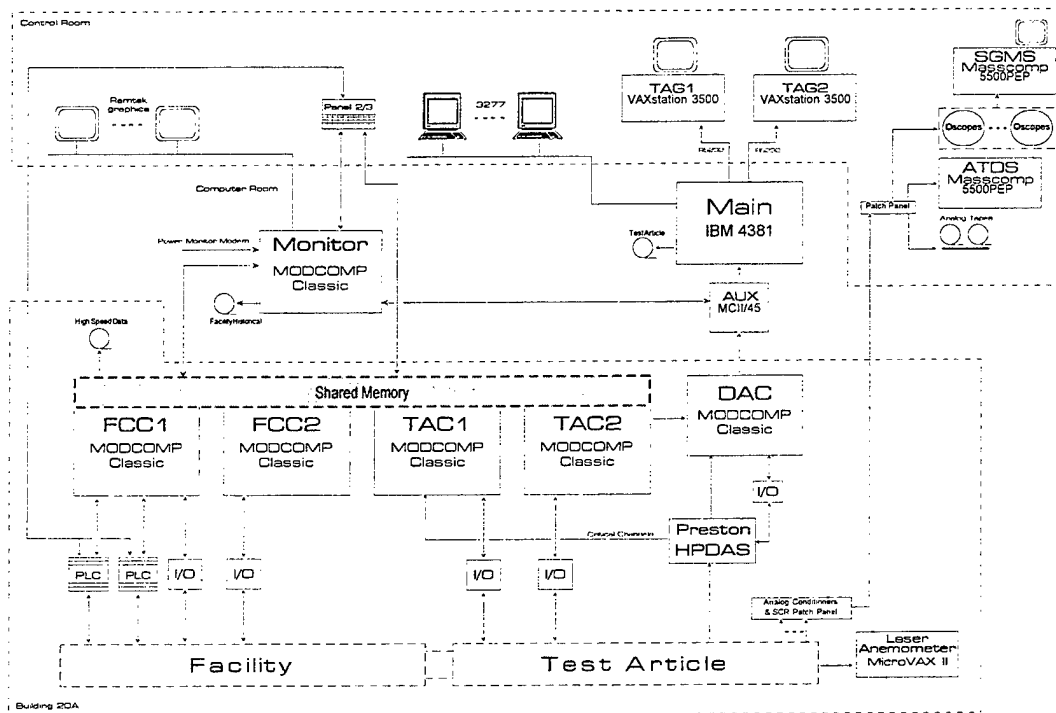 Control Room
SGMS
Masscomp
5500PEP
TAG1
VAXstation 3500
TAG2
VAXstation 3500
Ramtek
graphics
Panel 2/3
3277
Oscopes
Oscopes
RS232
RS232
ATDS
Masscomp
5500PEP
Computer Room
Main
IBM 4381
Patch Panel
Analog Tapes
Test Article
Power Monitor Modem
Monitor
MODCOMP
Classic
AUX
MCII/45
Facility Historical
High Speed Data
Shared Memory
DAC
MODCOMP
Classic
FCC1
MODCOMP
Classic
FCC2
MODCOMP
Classic
TAC1
MODCOMP
Classic
TAC2
MODCOMP
Classic
I/O
Critical Channels
Preston
HPDAS
PLC
PLC
I/O
I/O
I/O
I/O
Analog Conditinners
& SCR Patch Panel
Facility
Test Article
Laser
Anemometer
MicroVAX II
Building 20A